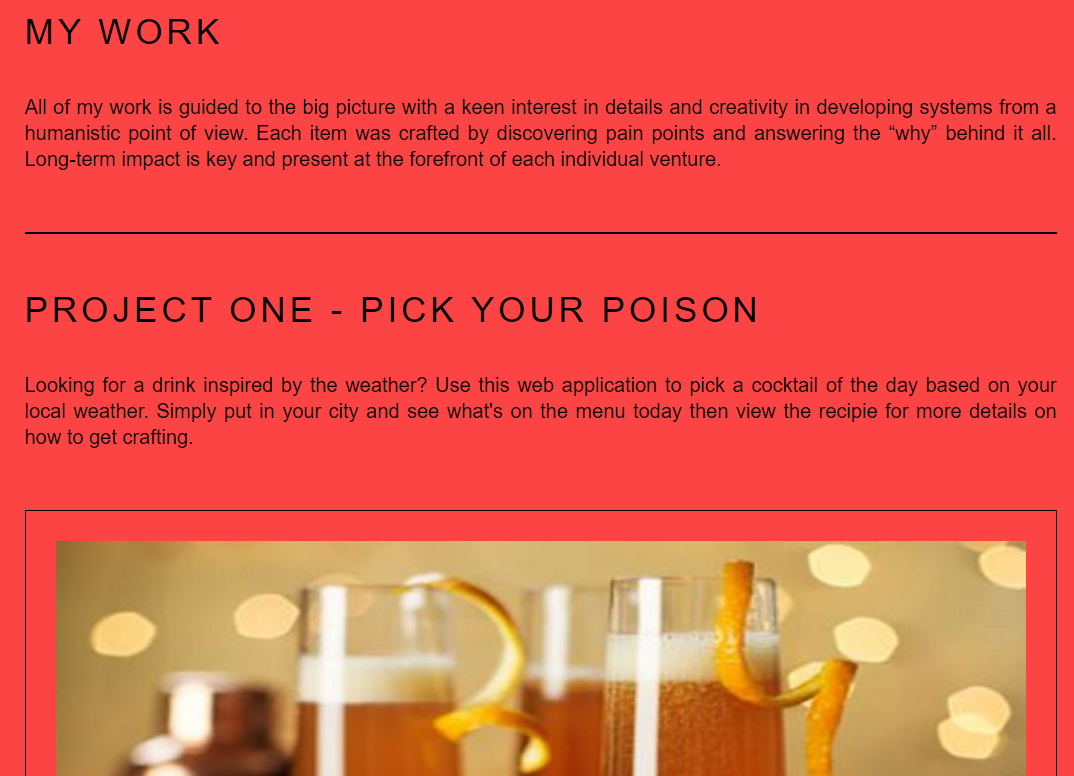 MY WORK
All of my work is guided to the big picture with a keen interest in details and creativity in developing systems from a
humanistic point of view. Each item was crafted by discovering pain points and answering the “why” behind it all.
Long-term impact is key and present at the forefront of each individual venture.
PROJECT ONE - PICK YOUR POISON
Looking for a drink inspired by the weather? Use this web application to pick a cocktail of the day based on your
local weather. Simply put in your city and see what's on the menu today then view the recipie for more details on
how to get crafting.